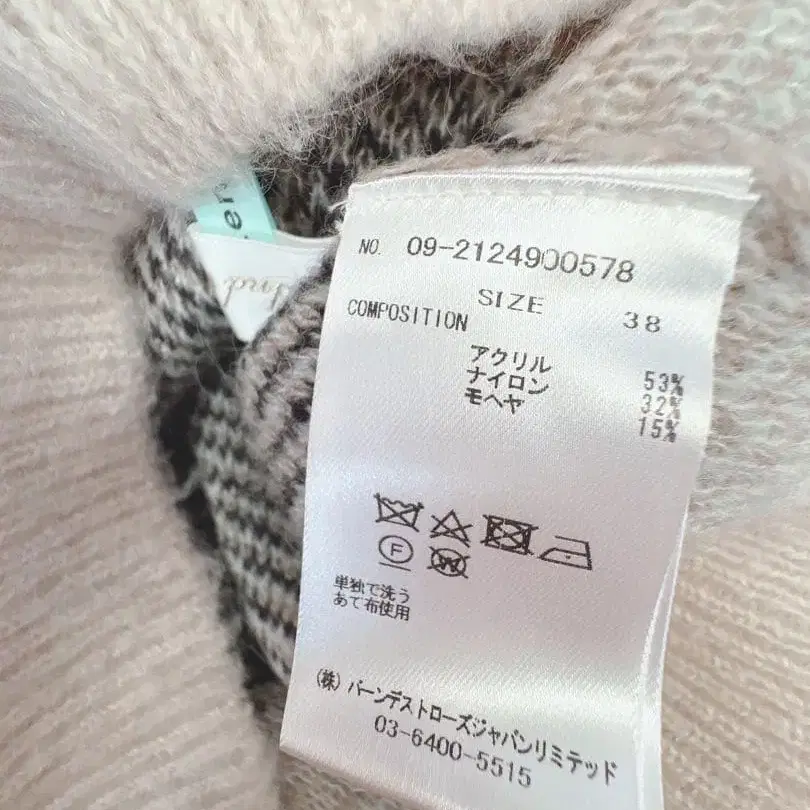 NO. 09-2124900578
SIZE 38
COMPOSITION
アクリル 53%
ナイロン 32%
モヘヤ 15%
F
W
単独で洗う
あて布使用
(株) バーンデストローズジャパンリミテッド
03-6400-5515